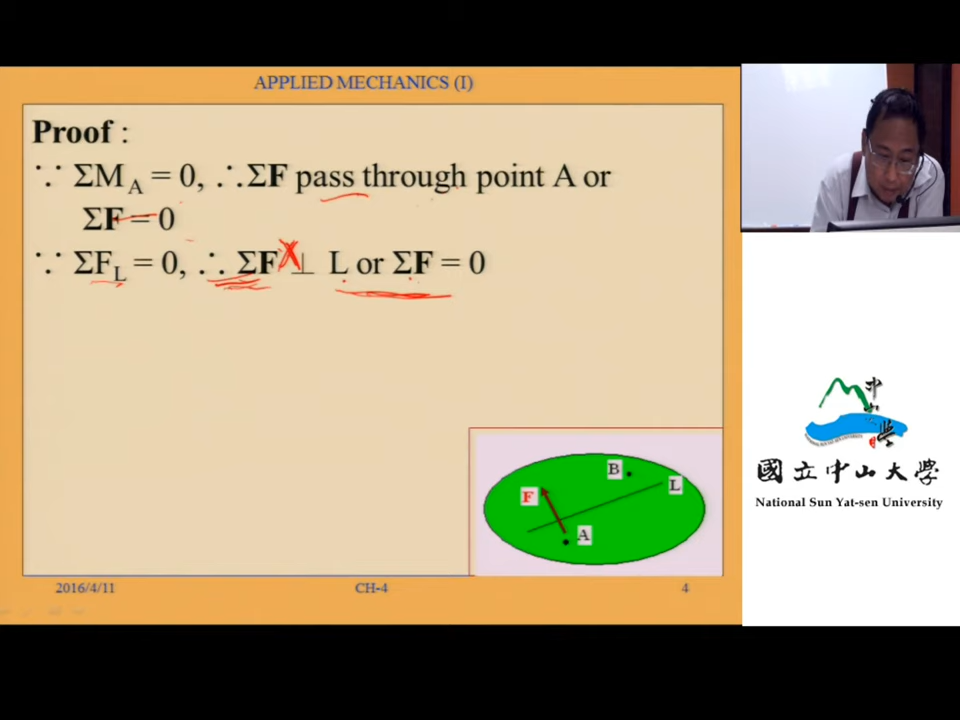 APPLIED MECHANICS (I)
Proof :
∵ ΣM_A = 0, ∴ΣF pass through point A or
ΣF = 0
∵ ΣF_L = 0, ∴ ΣF ⊥ L or ΣF = 0
B
L
F
A
2016/4/11
CH-4
4
國立中山大學
National Sun Yat-sen University